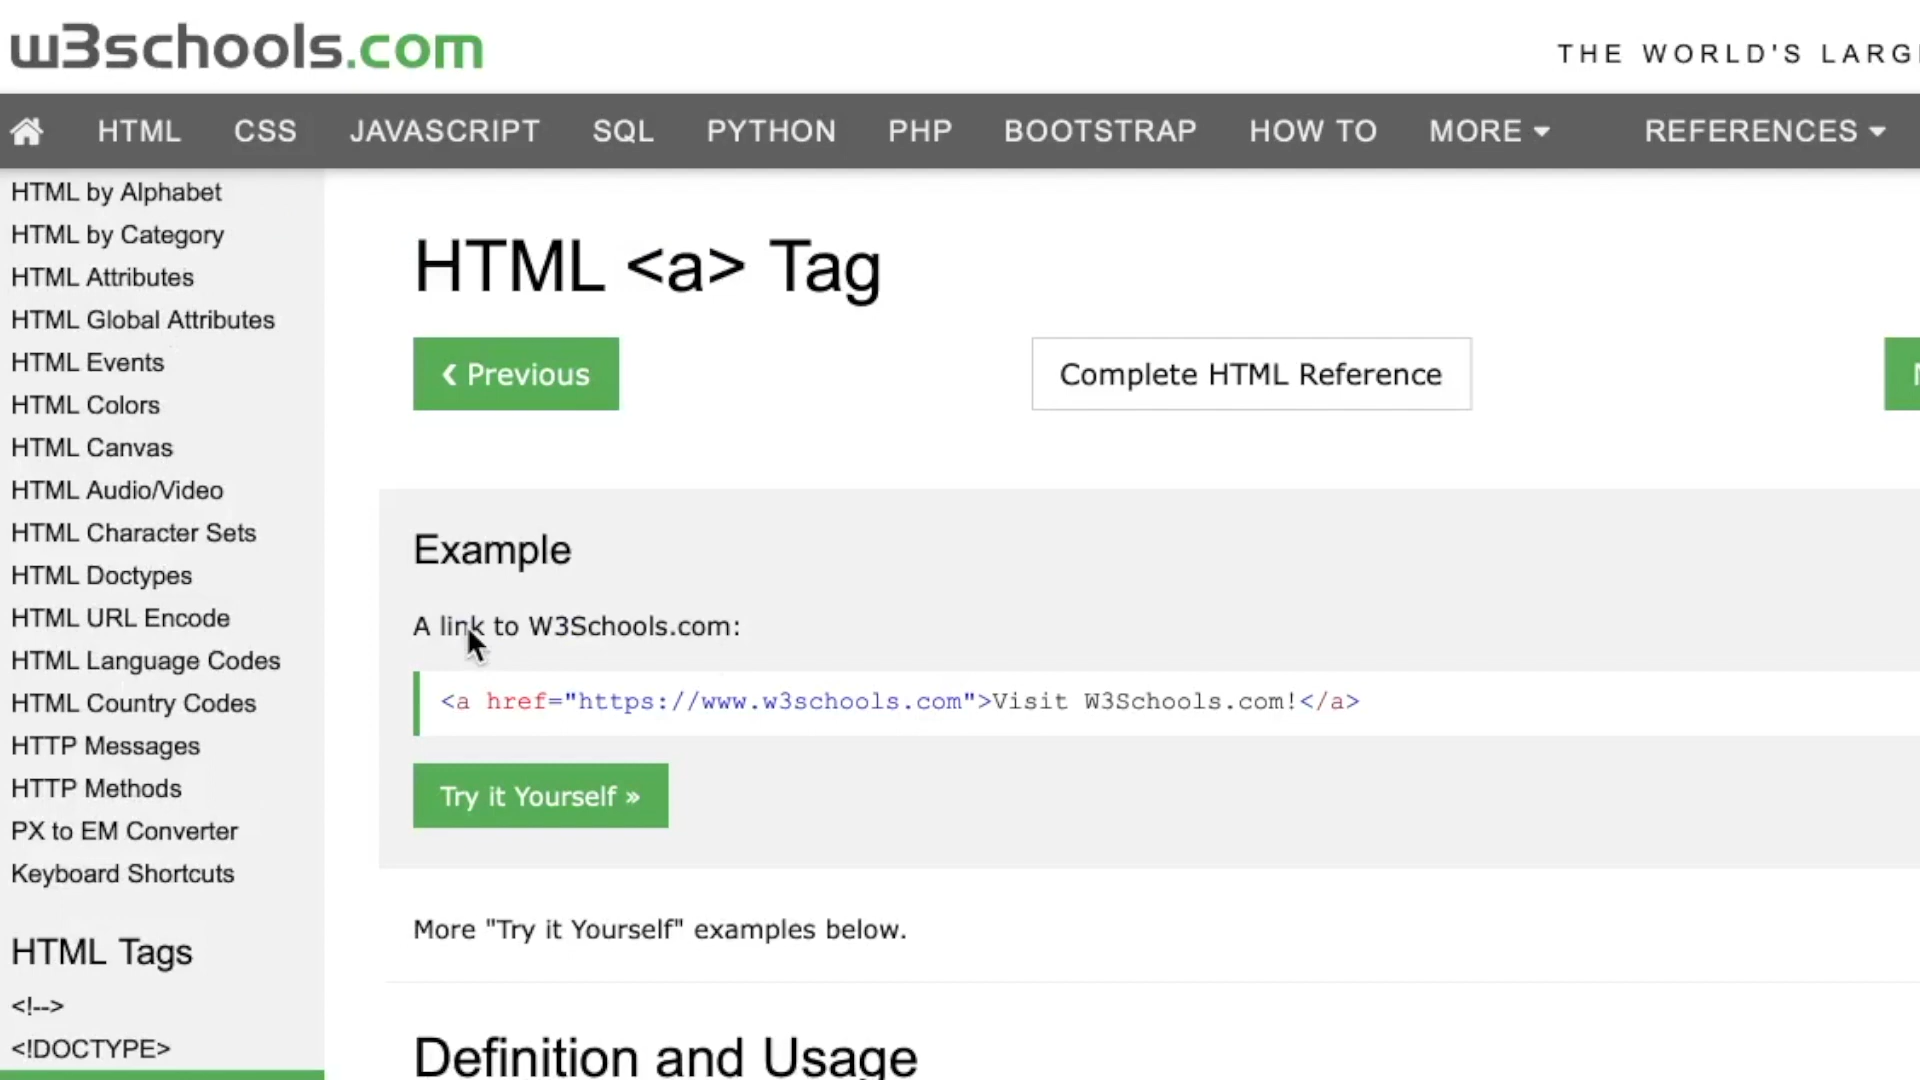 w3schools.com
THE WORLD'S
HTML CSS JAVASCRIPT SQL PYTHON PHP BOOTSTRAP HOW TO MORE REFERENCES
HTML by Alphabet
HTML by Category
HTML Attributes
HTML Global Attributes
HTML Events
HTML Colors
HTML Canvas
HTML Audio/Video
HTML Character Sets
HTML Doctypes
HTML URL Encode
HTML Language Codes
HTML Country Codes
HTTP Messages
HTTP Methods
PX to EM Converter
Keyboard Shortcuts
HTML Tags
<!-->
<!DOCTYPE>
HTML <a> Tag
❮ Previous
Complete HTML Reference
Example
A link to W3Schools.com:
<a href="https://www.w3schools.com">Visit W3Schools.com!</a>
Try it Yourself »
More "Try it Yourself" examples below.
Definition and Usage